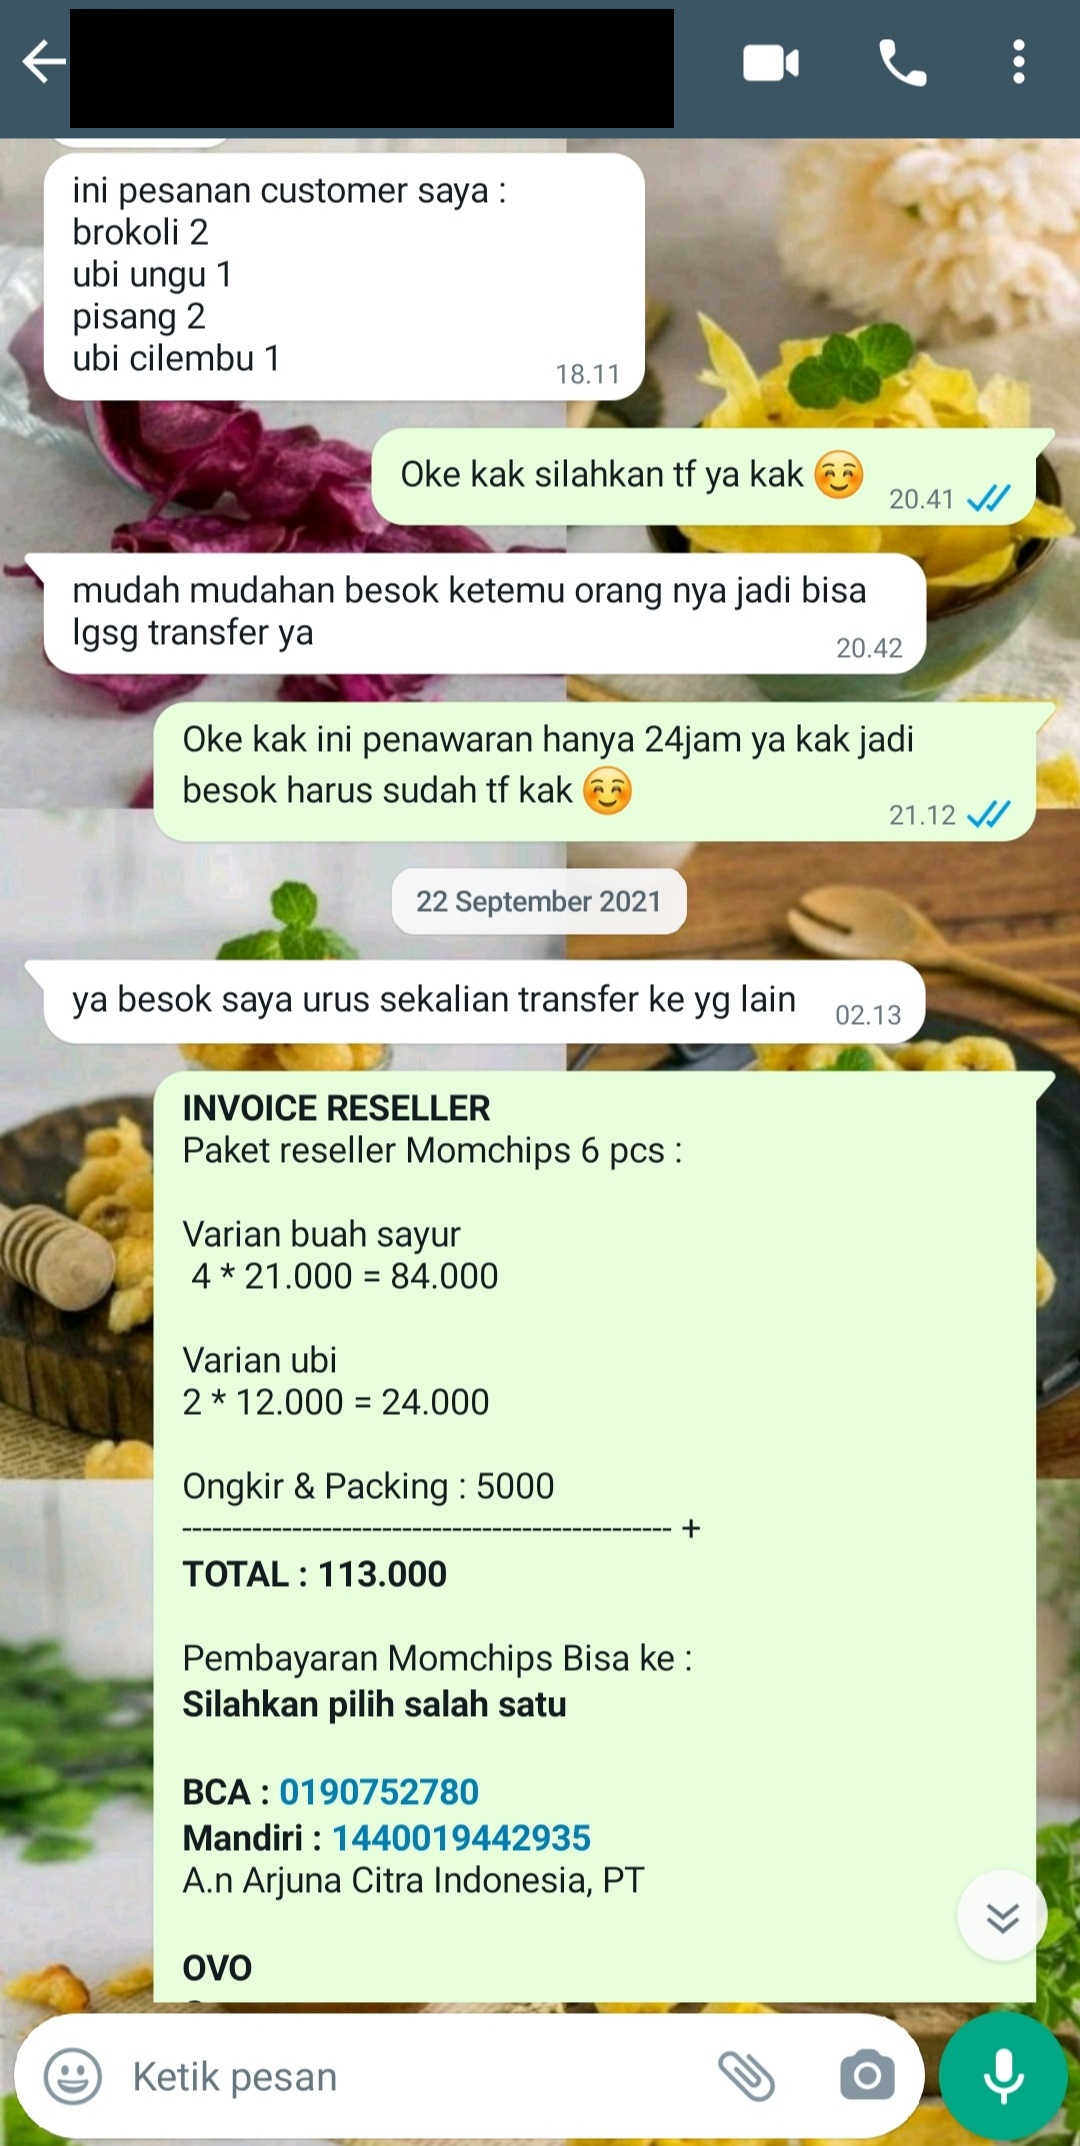 ini pesanan customer saya :
brokoli 2
ubi ungu 1
pisang 2
ubi cilembu 1
18.11
Oke kak silahkan tf ya kak ☺️
20.41
mudah mudahan besok ketemu orang nya jadi bisa
lgsg transfer ya
20.42
Oke kak ini penawaran hanya 24jam ya kak jadi
besok harus sudah tf kak ☺️
21.12
22 September 2021
ya besok saya urus sekalian transfer ke yg lain
02.13
INVOICE RESELLER
Paket reseller Momchips 6 pcs :
Varian buah sayur
4 * 21.000 = 84.000
Varian ubi
2 * 12.000 = 24.000
Ongkir & Packing : 5000
------------------------------------------------- +
TOTAL : 113.000
Pembayaran Momchips Bisa ke :
Silahkan pilih salah satu
BCA : 0190752780
Mandiri : 1440019442935
A.n Arjuna Citra Indonesia, PT
OVO
Ketik pesan